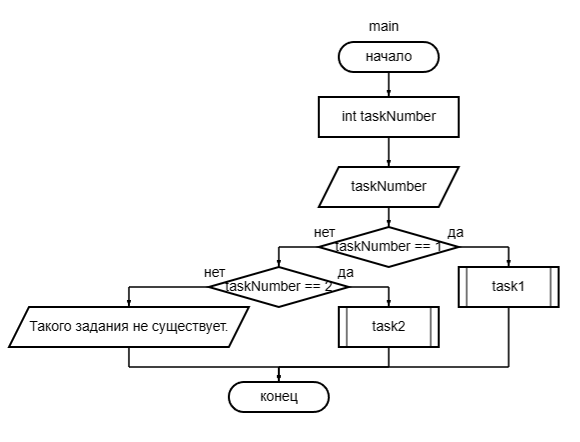 main
начало
int taskNumber
taskNumber
нет
да
taskNumber == 1
нет
да
taskNumber == 2
task1
Такого задания не существует.
task2
конец